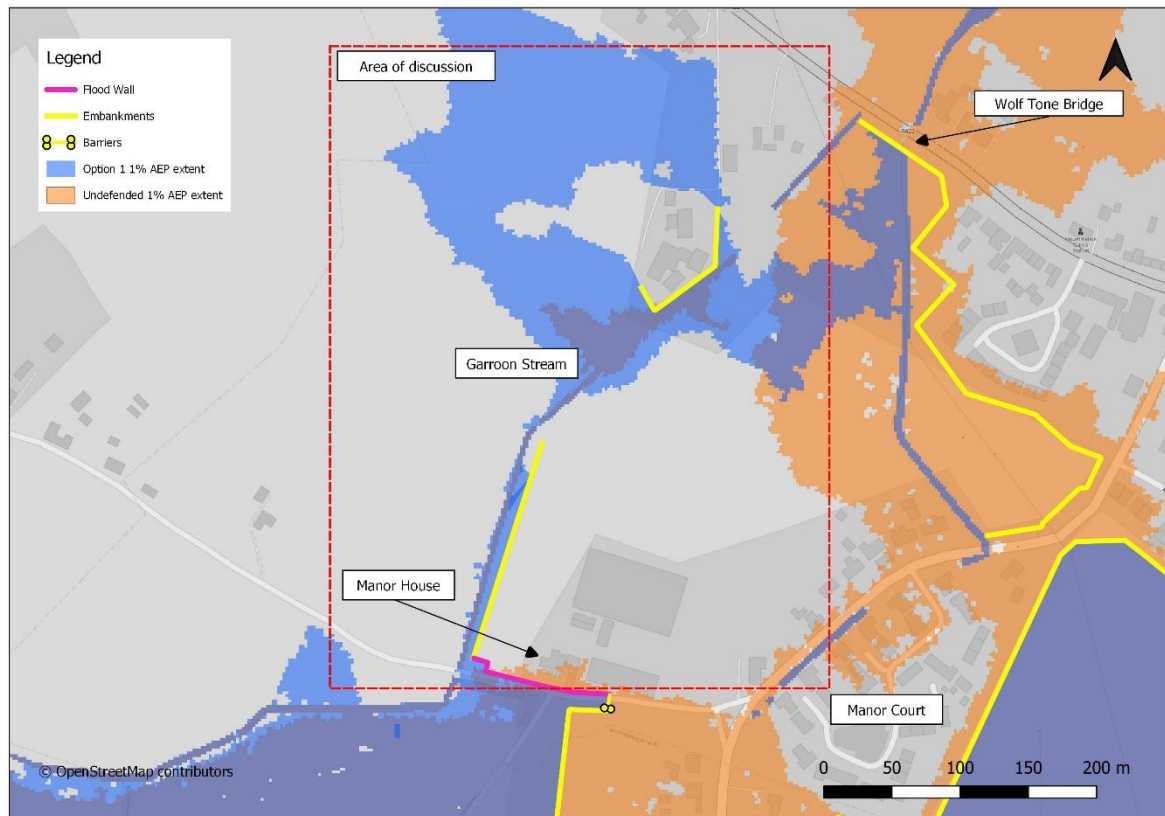 Legend
Flood Wall
Embankments
Barriers
Option 1 1% AEP extent
Undefended 1% AEP extent
Area of discussion
Wolf Tone Bridge
Garroon Stream
Manor House
Manor Court
© OpenStreetMap contributors
0 50 100 150 200 m